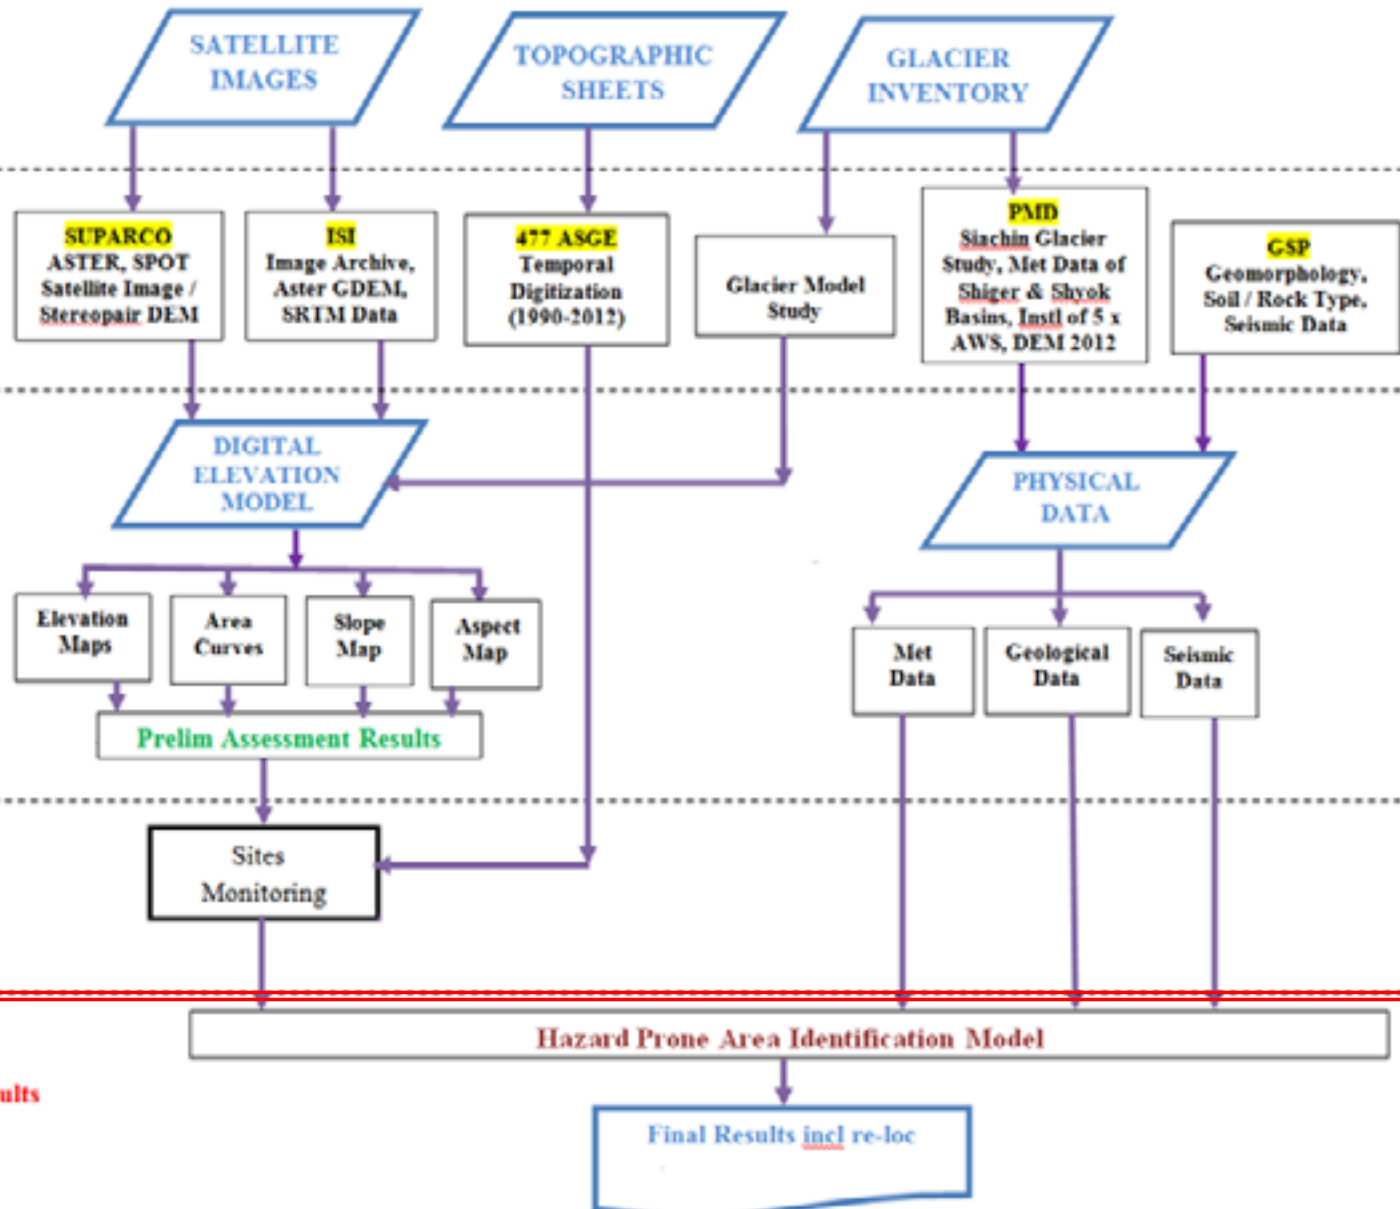 SATELLITE
IMAGES
TOPOGRAPHIC
SHEETS
GLACIER
INVENTORY
SUPARCO
ASTER, SPOT
Satellite Image /
Stereopair DEM
ISI
Image Archive,
Aster GDEM,
SRTM Data
477 ASGE
Temporal
Digitization
(1990-2012)
Glacier Model
Study
PMD
Siachin Glacier
Study, Met Data of
Shiger & Shyok
Basins, Instl of 5 x
AWS, DEM 2012
GSP
Geomorphology,
Soil / Rock Type,
Seismic Data
DIGITAL
ELEVATION
MODEL
PHYSICAL
DATA
Elevation
Maps
Area
Curves
Slope
Map
Aspect
Map
Met
Data
Geological
Data
Seismic
Data
Prelim Assessment Results
Sites
Monitoring
Hazard Prone Area Identification Model
ults
Final Results incl re-loc